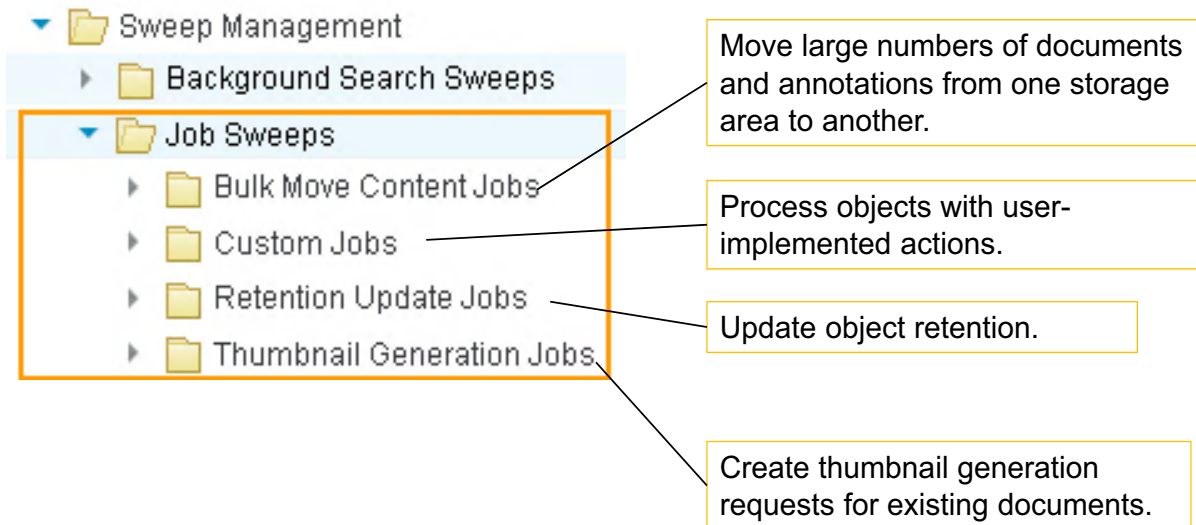 Sweep Management
Background Search Sweeps
Job Sweeps
Bulk Move Content Jobs
Custom Jobs
Retention Update Jobs
Thumbnail Generation Jobs
Move large numbers of documents
and annotations from one storage
area to another.
Process objects with user-
implemented actions.
Update object retention.
Create thumbnail generation
requests for existing documents.